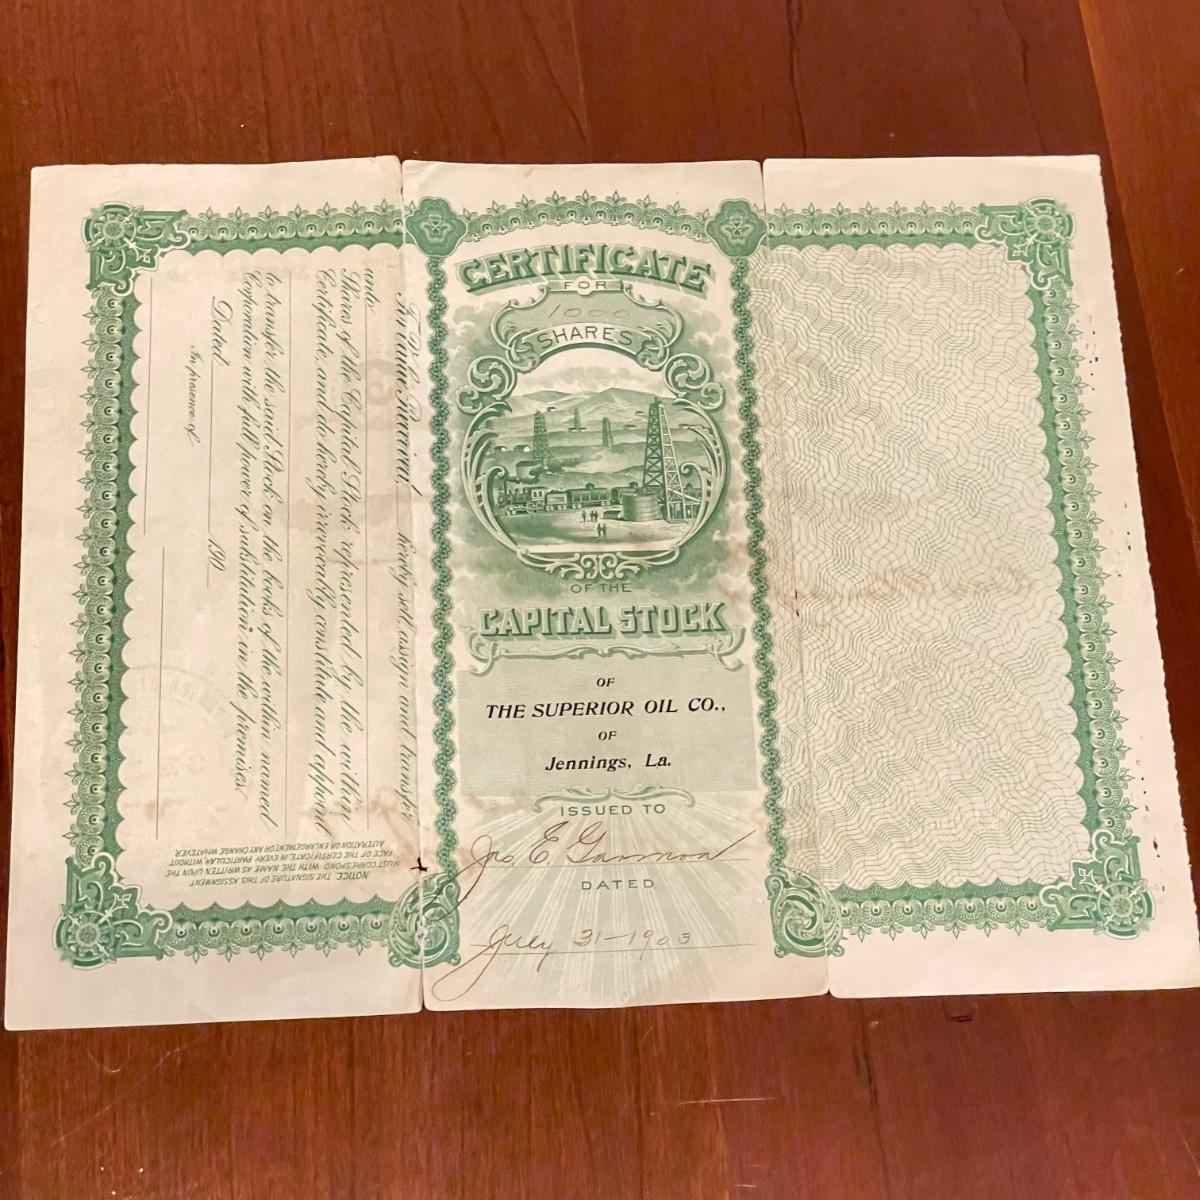 For Value Received, hereby sell, assign and transfer
unto
Shares of the Capital Stock represented by the within
Certificate, and do hereby irrevocably constitute and appoint
to transfer the said Stock on the books of the within named
Corporation with full power of substitution in the premises.
Dated 190
In presence of
NOTICE. THE SIGNATURE OF THIS ASSIGNMENT
MUST CORRESPOND WITH THE NAME AS WRITTEN UPON THE
FACE OF THE CERTIFICATE, IN EVERY PARTICULAR, WITHOUT
ALTERATION OR ENLARGEMENT OR ANY CHANGE WHATEVER
CERTIFICATE
FOR
1000
SHARES
OF THE
CAPITAL STOCK
OF
THE SUPERIOR OIL CO.,
OF
Jennings, La.
ISSUED TO
Jas. E. Gammon
DATED
July 31-1903